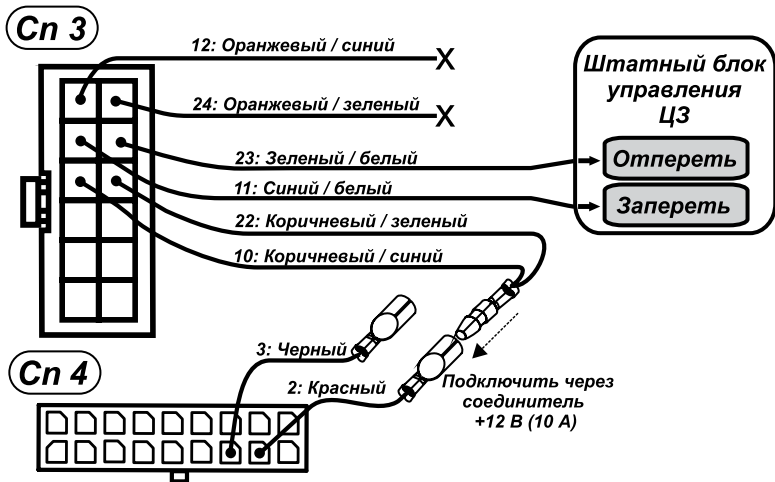 Сп 3
12: Оранжевый / синий
X
24: Оранжевый / зеленый
X
23: Зеленый / белый
11: Синий / белый
22: Коричневый / зеленый
10: Коричневый / синий
Штатный блок
управления
ЦЗ
Отпереть
Запереть
3: Черный
Сп 4
2: Красный
Подключить через
соединитель
+12 В (10 А)